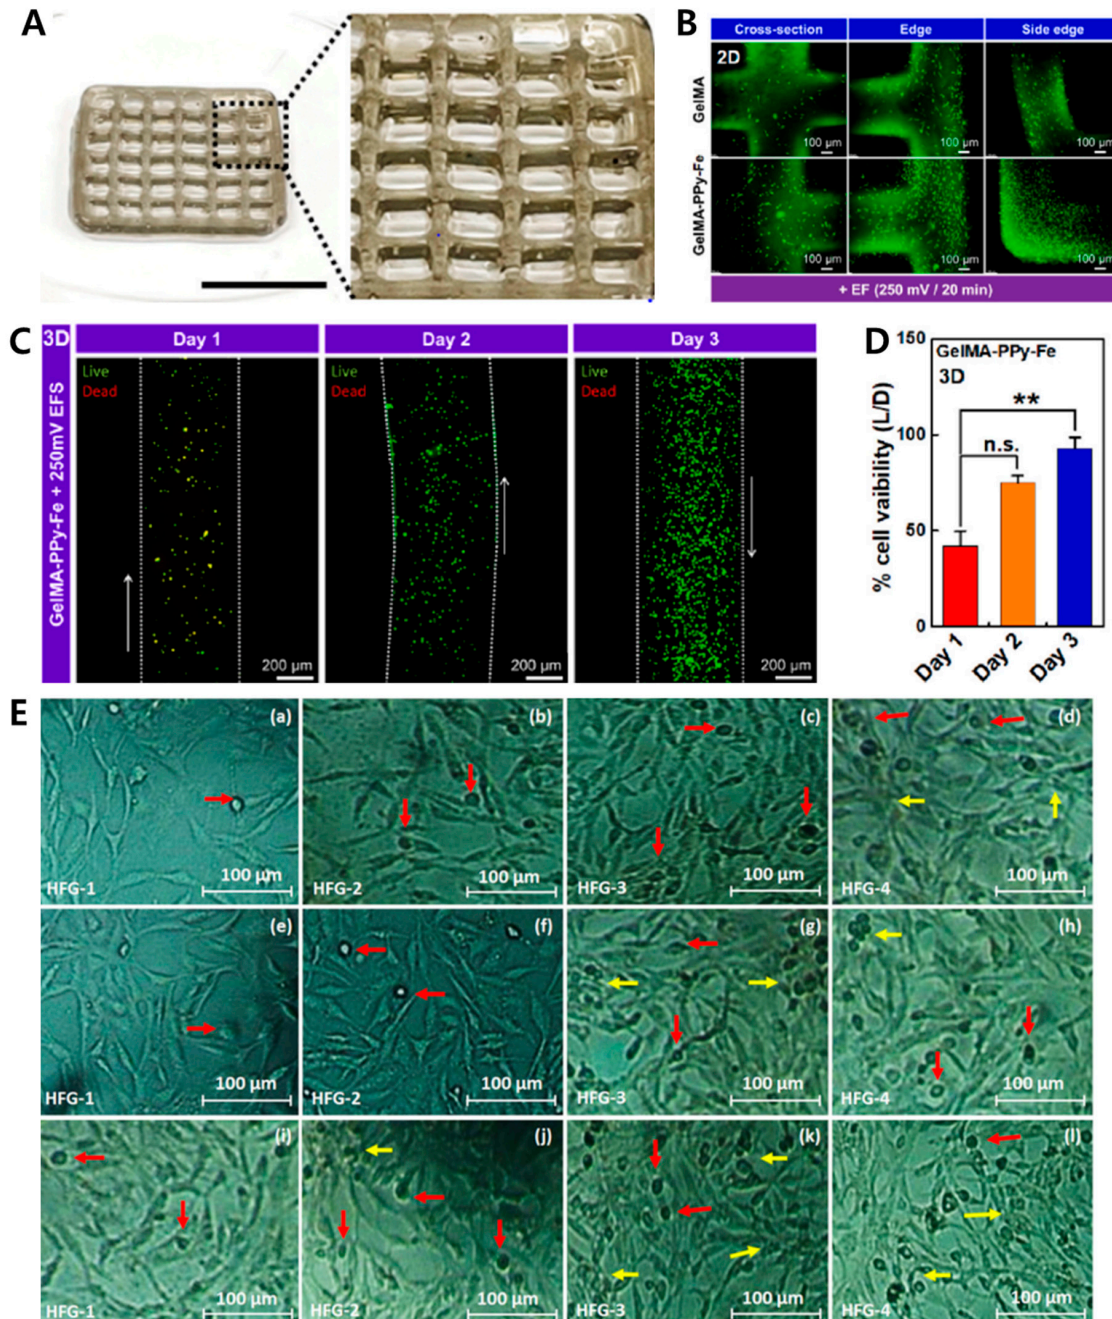 A
B
Cross-section Edge Side edge
2D
GelMA
100 µm 100 µm 100 µm
GelMA-PPy-Fe
100 µm 100 µm 100 µm
+ EF (250 mV / 20 min)
C
3D Day 1 Day 2 Day 3
GelMA-PPy-Fe + 250mV EFS
Live Live Live
Dead Dead Dead
200 µm 200 µm 200 µm
D
% cell vaibility (L/D)
150
100
50
0
GelMA-PPy-Fe
3D
**
n.s.
Day 1 Day 2 Day 3
E
(a) (b) (c) (d)
100 µm 100 µm 100 µm 100 µm
HFG-1 HFG-2 HFG-3 HFG-4
(e) (f) (g) (h)
100 µm 100 µm 100 µm 100 µm
HFG-1 HFG-2 HFG-3 HFG-4
(i) (j) (k) (l)
100 µm 100 µm 100 µm 100 µm
HFG-1 HFG-2 HFG-3 HFG-4